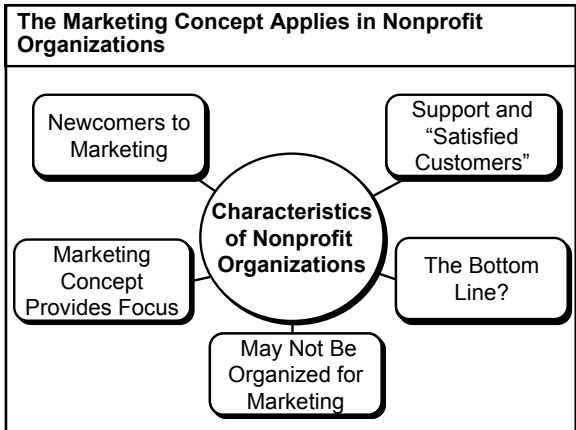 The Marketing Concept Applies in Nonprofit
Organizations
Newcomers to
Marketing
Support and
“Satisfied
Customers”
Characteristics
of Nonprofit
Organizations
Marketing
Concept
Provides Focus
The Bottom
Line?
May Not Be
Organized for
Marketing